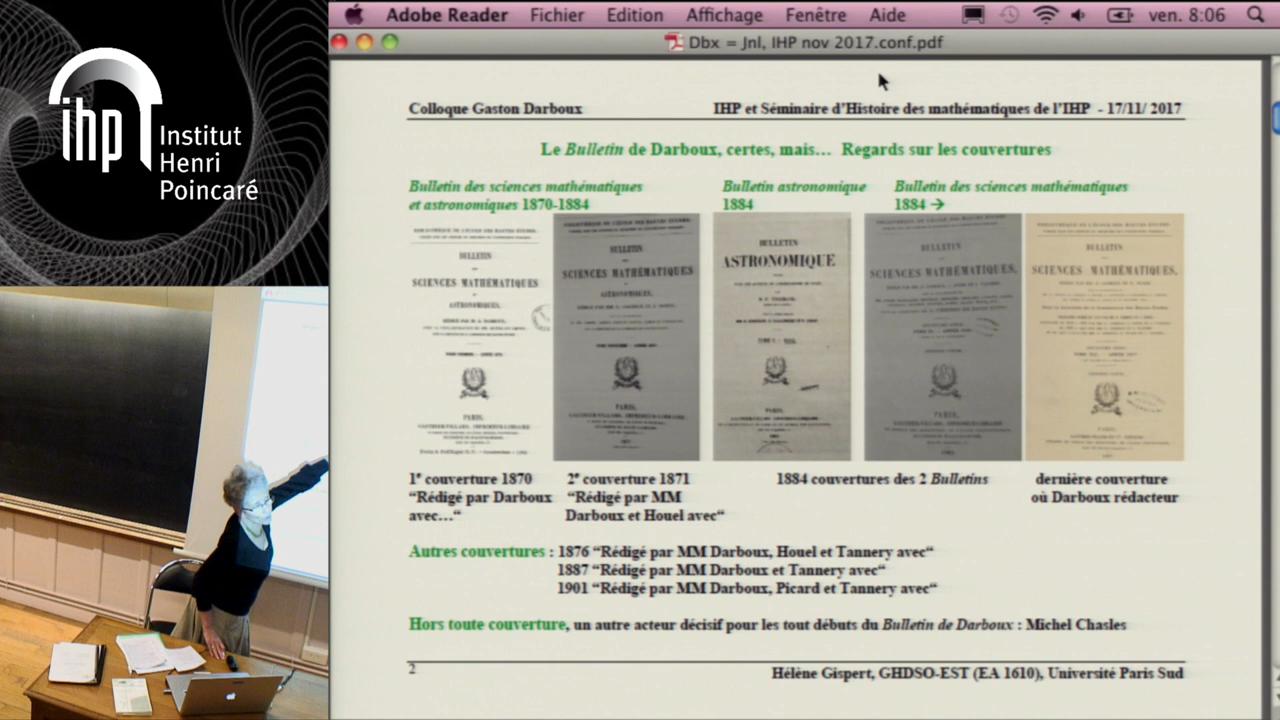 ihp
Institut
Henri
Poincaré
Adobe Reader Fichier Edition Affichage Fenêtre Aide ven. 8:06
Dbx = Jnl, IHP nov 2017.conf.pdf
Colloque Gaston Darboux IHP et Séminaire d'Histoire des mathématiques de l'IHP - 17/11/ 2017
Le Bulletin de Darboux, certes, mais… Regards sur les couvertures
Bulletin des sciences mathématiques
et astronomiques 1870-1884
Bulletin astronomique
1884
Bulletin des sciences mathématiques
1884 →
BULLETIN
SCIENCES MATHÉMATIQUES
ASTRONOMIQUES,
PARIS,
BULLETIN
SCIENCES MATHÉMATIQUES
ASTRONOMIQUES,
PARIS,
BULLETIN
ASTRONOMIQUE
PARIS,
BULLETIN
SCIENCES MATHÉMATIQUES,
PARIS,
BULLETIN
SCIENCES MATHÉMATIQUES,
PARIS,
1e couverture 1870
“Rédigé par Darboux
avec…“
2e couverture 1871
“Rédigé par MM
Darboux et Houel avec“
1884 couvertures des 2 Bulletins
dernière couverture
où Darboux rédacteur
Autres couvertures : 1876 “Rédigé par MM Darboux, Houel et Tannery avec“
1887 “Rédigé par MM Darboux et Tannery avec“
1901 “Rédigé par MM Darboux, Picard et Tannery avec“
Hors toute couverture, un autre acteur décisif pour les tout débuts du Bulletin de Darboux : Michel Chasles
2
Hélène Gispert, GHDSO-EST (EA 1610), Université Paris Sud